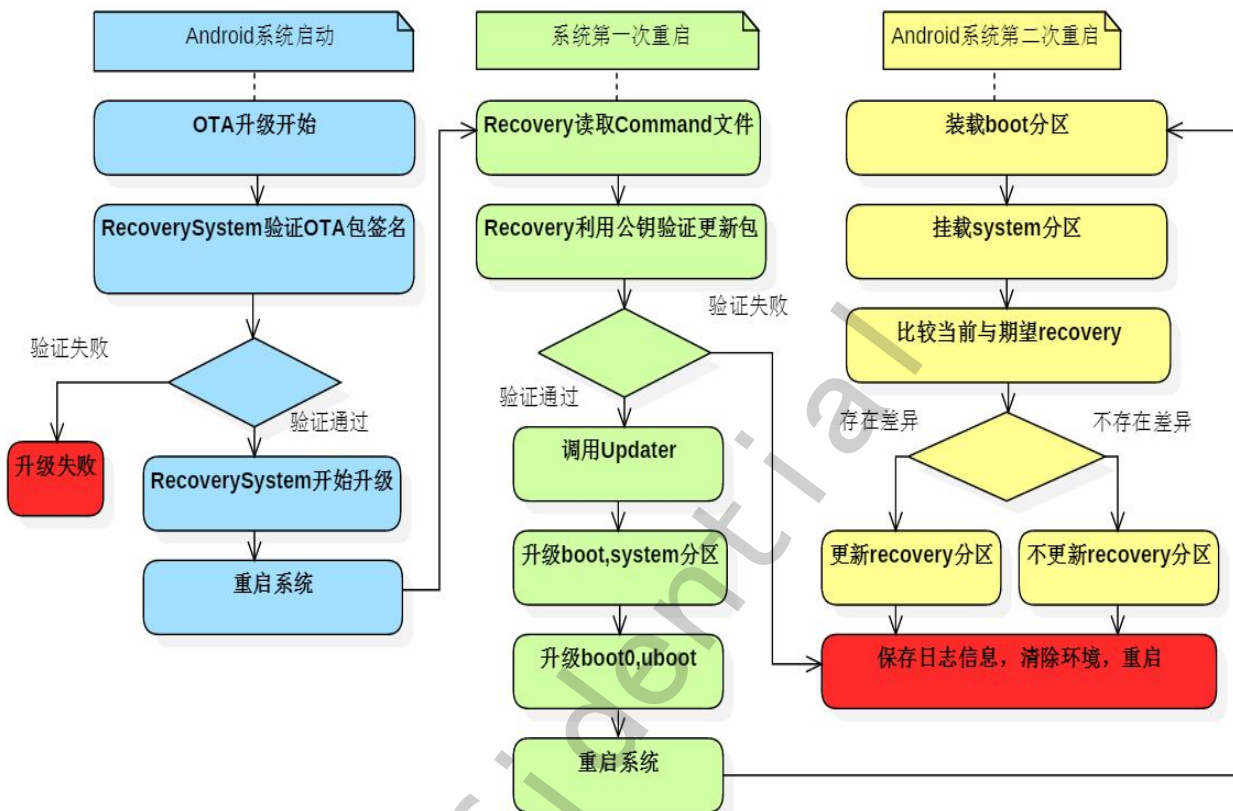 Android系统启动
OTA升级开始
RecoverySystem验证OTA包签名
验证失败
验证通过
升级失败
RecoverySystem开始升级
重启系统
系统第一次重启
Recovery读取Command文件
Recovery利用公钥验证更新包
验证失败
验证通过
调用Updater
升级boot,system分区
升级boot0,uboot
重启系统
Android系统第二次重启
装载boot分区
挂载system分区
比较当前与期望recovery
存在差异
不存在差异
更新recovery分区
不更新recovery分区
保存日志信息，清除环境，重启
fidential